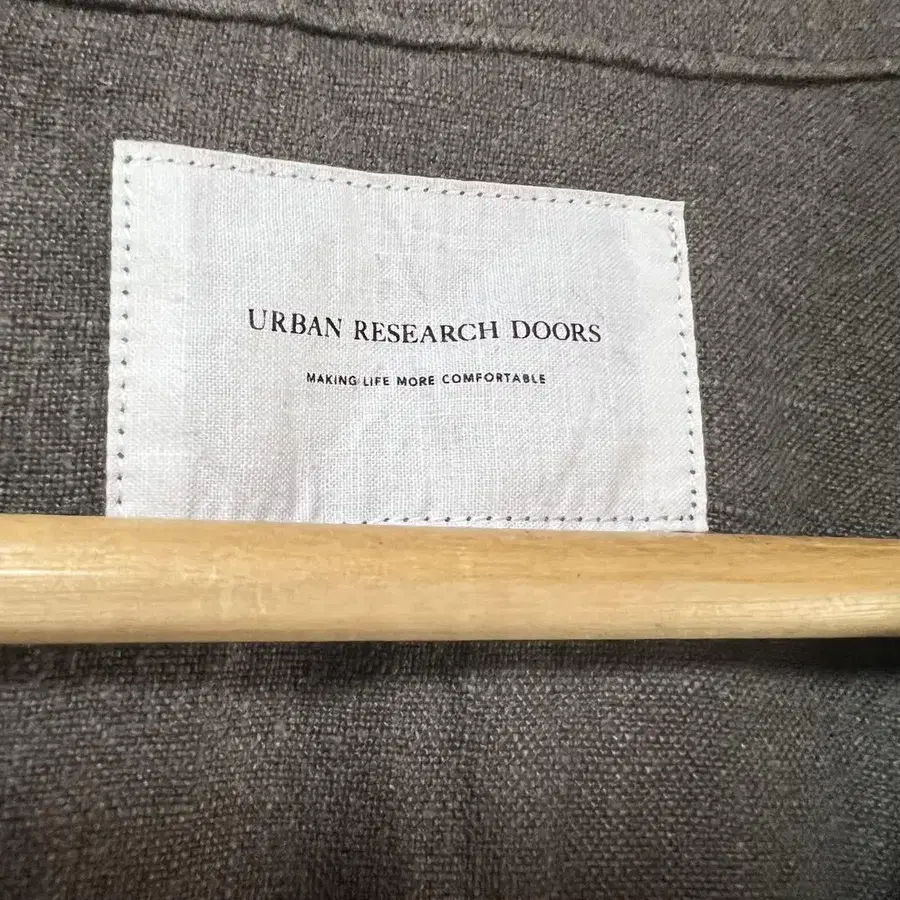 URBAN RESEARCH DOORS
MAKING LIFE MORE COMFORTABLE